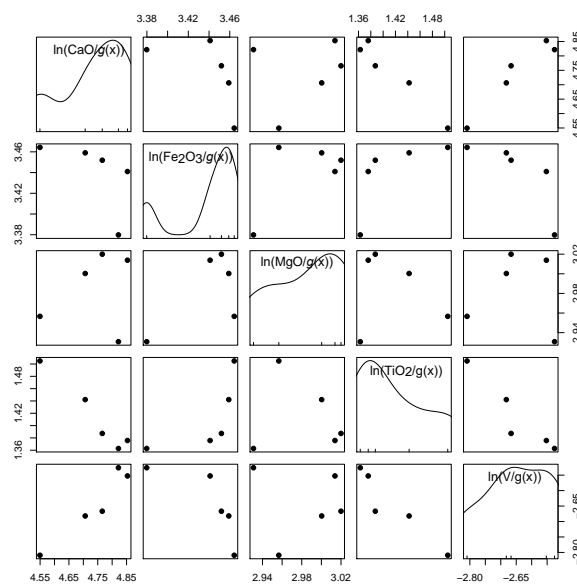 3.38 3.42 3.46 1.36 1.42 1.48
ln(CaO/g(x))
4.55 4.65 4.75 4.85
3.38 3.42 3.46
ln(Fe2O3/g(x))
ln(MgO/g(x))
2.94 2.98 3.02
1.36 1.42 1.48
ln(TiO2/g(x))
ln(V/g(x))
−2.80 −2.65
4.55 4.65 4.75 4.85 2.94 2.98 3.02 −2.80 −2.65